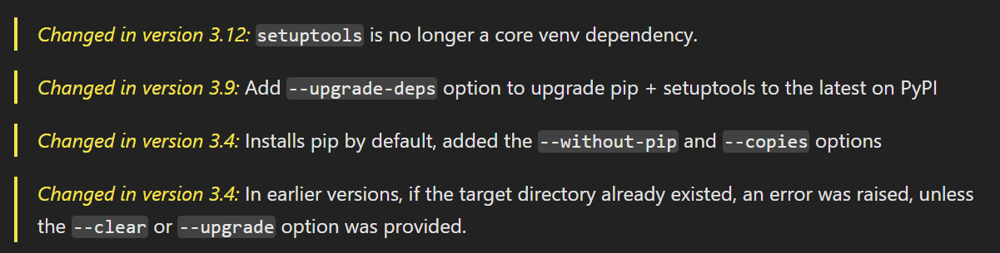 Changed in version 3.12: setuptools is no longer a core venv dependency.
Changed in version 3.9: Add --upgrade-deps option to upgrade pip + setuptools to the latest on PyPI
Changed in version 3.4: Installs pip by default, added the --without-pip and --copies options
Changed in version 3.4: In earlier versions, if the target directory already existed, an error was raised, unless
the --clear or --upgrade option was provided.